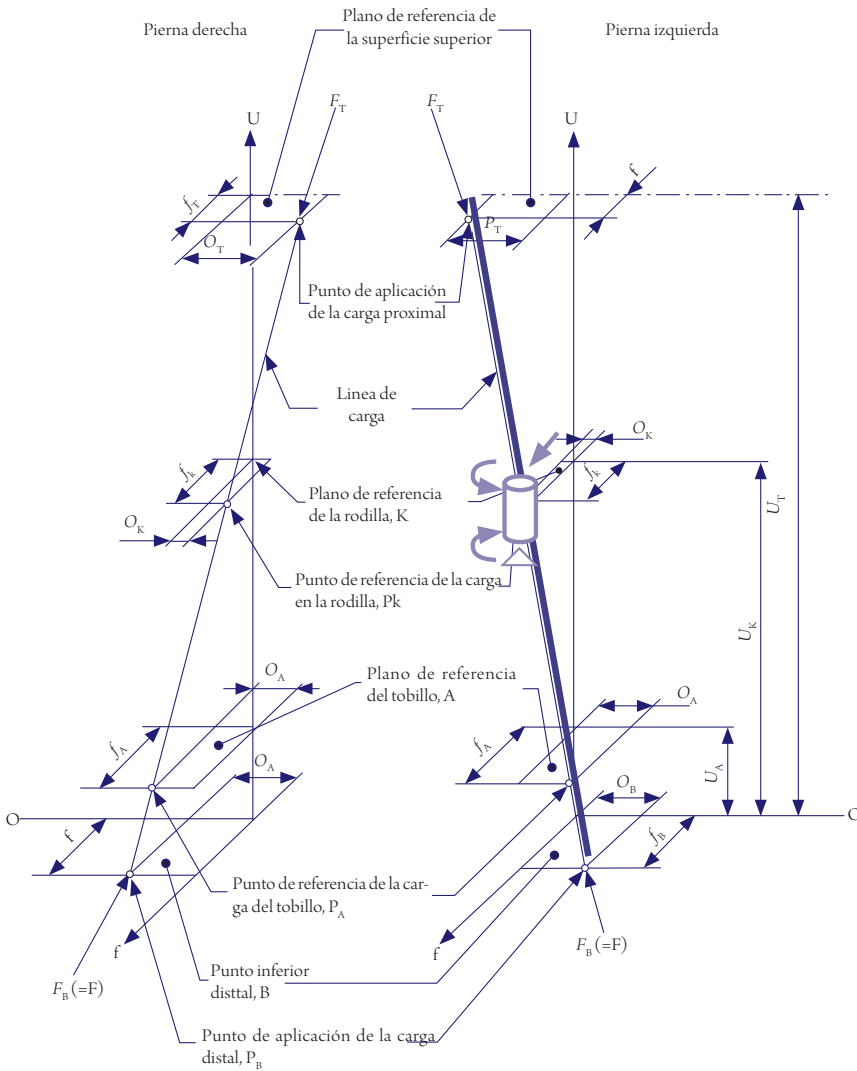 Pierna derecha
Plano de referencia de
la superficie superior
Pierna izquierda
F_T
F_T
U
U
f_T
f
O_T
P_T
Punto de aplicación
de la carga proximal
Linea de
carga
O_K
f_k
f_k
Plano de referencia
de la rodilla, K
O_K
U_T
U_K
Punto de referencia de la carga
en la rodilla, Pk
O_A
Plano de referencia
del tobillo, A
O_A
f_A
f_A
O_A
U_A
O_B
O
O
f
f_B
Punto de referencia de la car-
ga del tobillo, P_A
f
f
F_B (=F)
Punto inferior
disttal, B
F_B (=F)
Punto de aplicación de la carga
distal, P_B